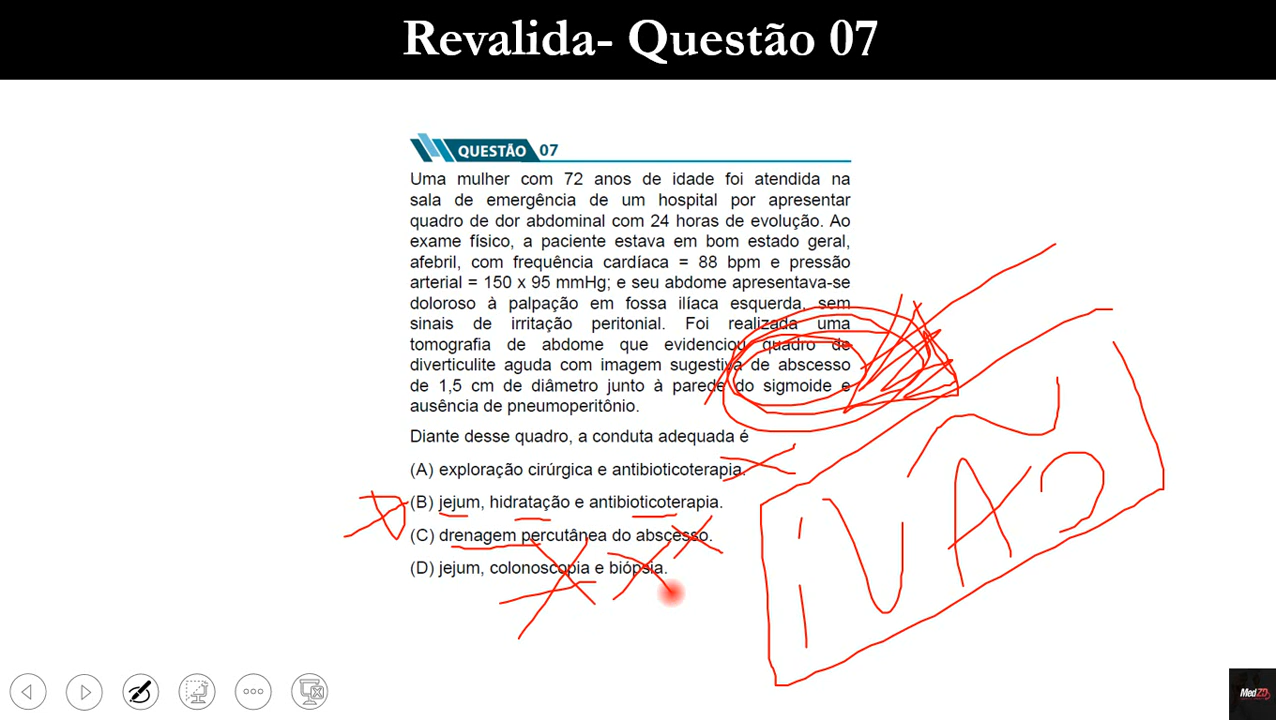 Revalida- Questão 07
QUESTÃO 07
Uma mulher com 72 anos de idade foi atendida na
sala de emergência de um hospital por apresentar
quadro de dor abdominal com 24 horas de evolução. Ao
exame físico, a paciente estava em bom estado geral,
afebril, com frequência cardíaca = 88 bpm e pressão
arterial = 150 x 95 mmHg; e seu abdome apresentava-se
doloroso à palpação em fossa ilíaca esquerda, sem
sinais de irritação peritonial. Foi realizada uma
tomografia de abdome que evidenciou quadro de
diverticulite aguda com imagem sugestiva de abscesso
de 1,5 cm de diâmetro junto à parede do sigmoide e
ausência de pneumoperitônio.
Diante desse quadro, a conduta adequada é
(A) exploração cirúrgica e antibioticoterapia.
(B) jejum, hidratação e antibioticoterapia.
(C) drenagem percutânea do abscesso.
(D) jejum, colonoscopia e biópsia.
MedZD